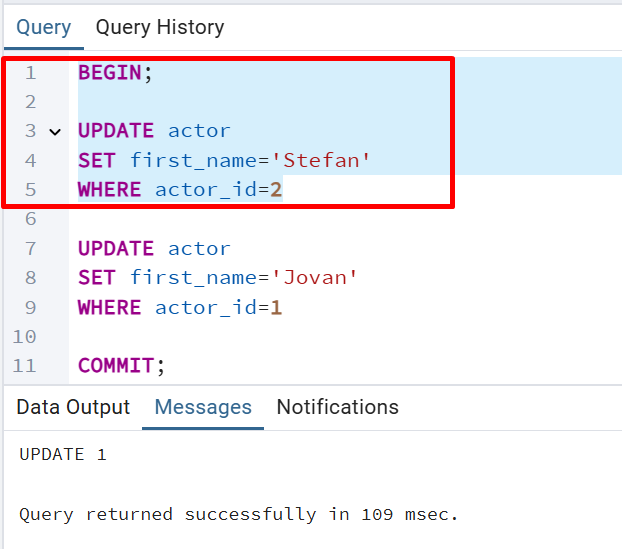 Query Query History
1 BEGIN;
2
3 UPDATE actor
4 SET first_name='Stefan'
5 WHERE actor_id=2
6
7 UPDATE actor
8 SET first_name='Jovan'
9 WHERE actor_id=1
10
11 COMMIT;
Data Output Messages Notifications
UPDATE 1
Query returned successfully in 109 msec.